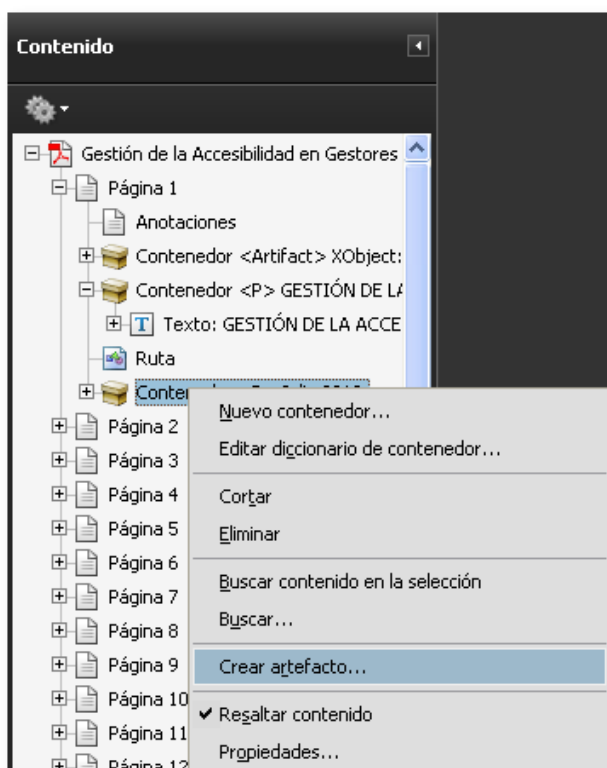 Contenido
Gestión de la Accesibilidad en Gestores
Página 1
Anotaciones
Contenedor <Artifact> XObject:
Contenedor <P> GESTIÓN DE LA
Texto: GESTIÓN DE LA ACCE
Ruta
Nuevo contenedor...
Página 2
Editar diccionario de contenedor...
Página 3
Página 4
Cortar
Página 5
Eliminar
Página 6
Buscar contenido en la selección
Página 7
Buscar...
Página 8
Página 9
Crear artefacto...
Página 10
Resaltar contenido
Página 11
Propiedades...
Página 12